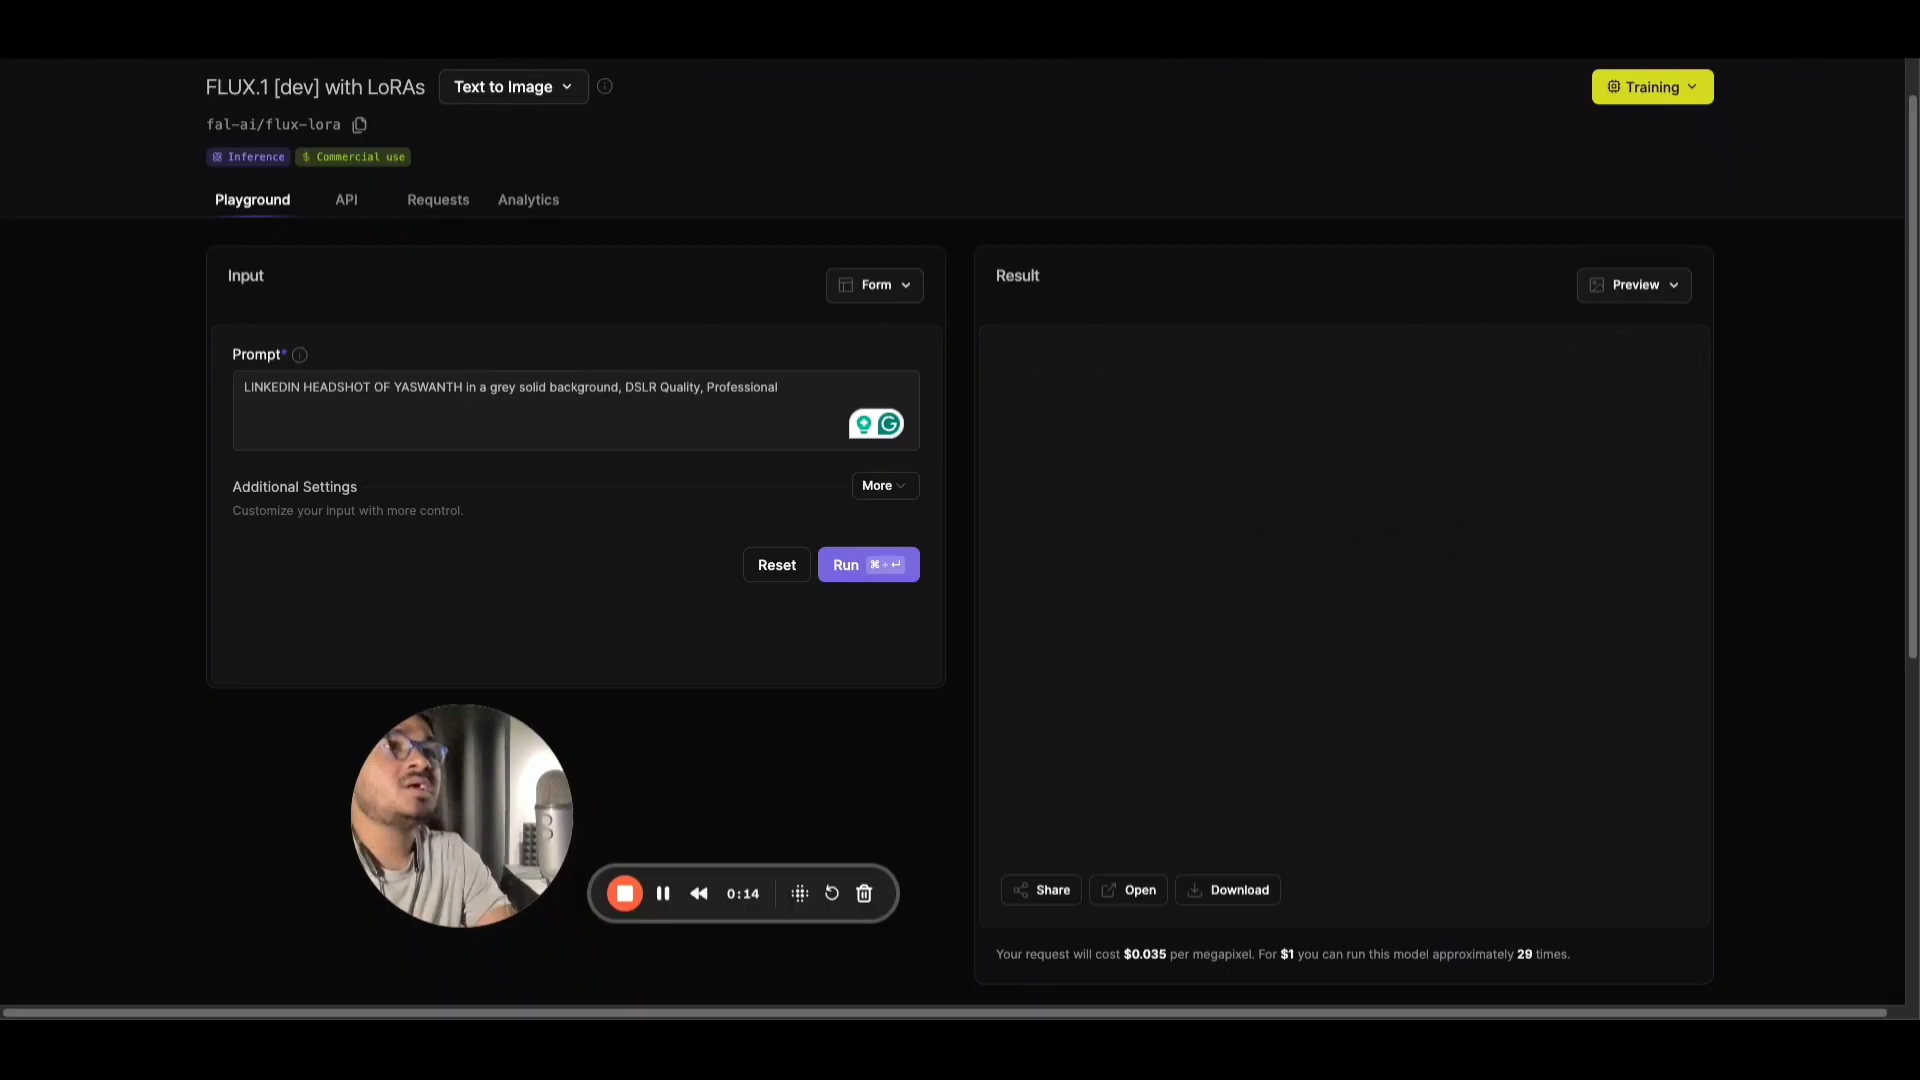 FLUX.1 [dev] with LoRAs
Text to Image
Training
fal-ai/flux-lora
Inference
$ Commercial use
Playground
API
Requests
Analytics
Input
Form
Result
Preview
Prompt*
LINKEDIN HEADSHOT OF YASWANTH in a grey solid background, DSLR Quality, Professional
Additional Settings
More
Customize your input with more control.
Reset
Run ⌘+↵
0:14
Share
Open
Download
Your request will cost $0.035 per megapixel. For $1 you can run this model approximately 29 times.